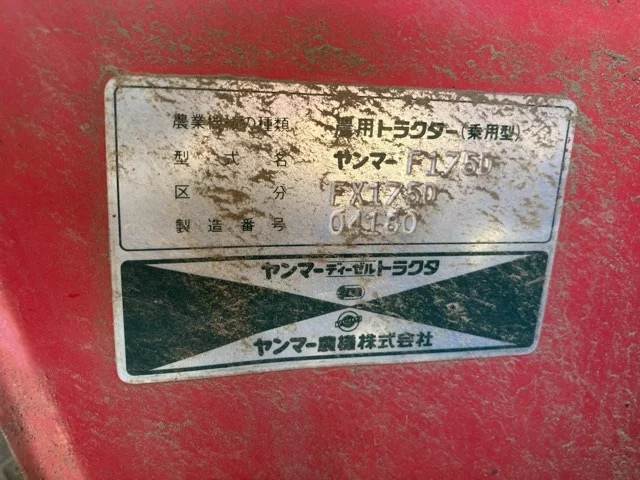 農業機械の種類 農用トラクター(乗用型)
型式名 ヤンマー F175D
区分 FX175D
製造番号 04160
ヤンマーディーゼルトラクタ
ヤンマー農機株式会社